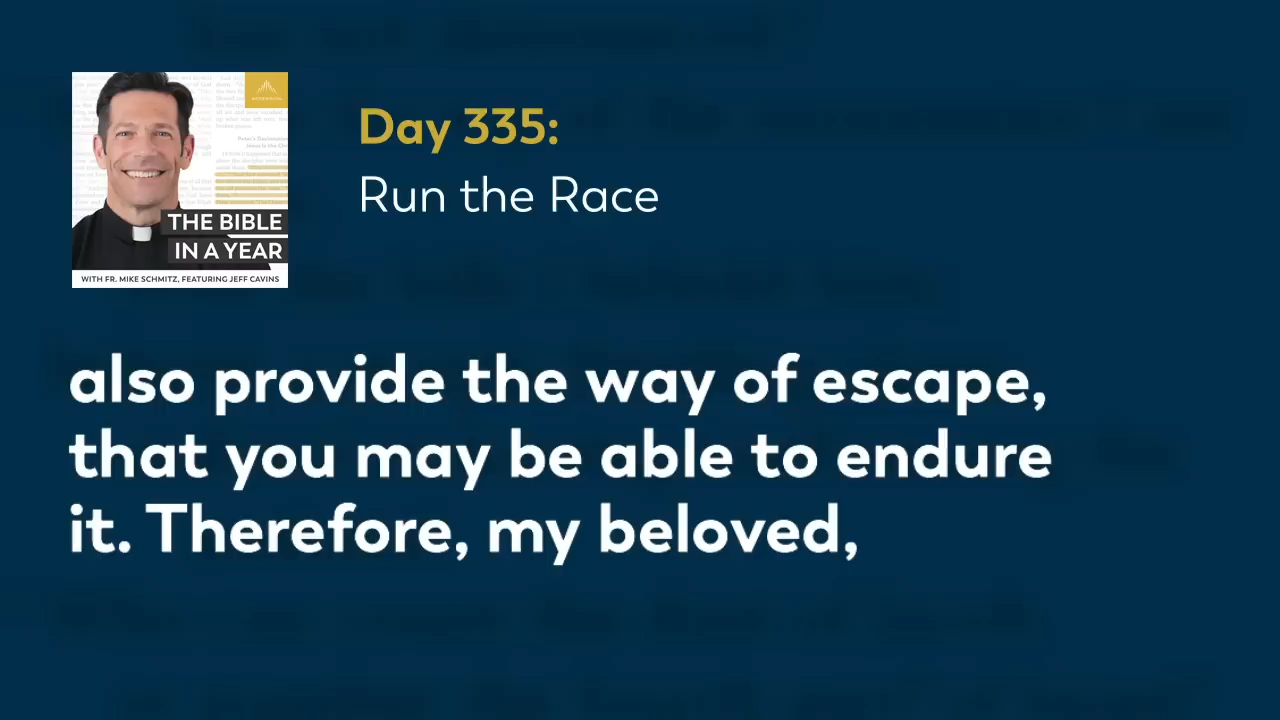 Day 335:
Run the Race
THE BIBLE
IN A YEAR
WITH FR. MIKE SCHMITZ, FEATURING JEFF CAVINS
also provide the way of escape,
that you may be able to endure
it. Therefore, my beloved,